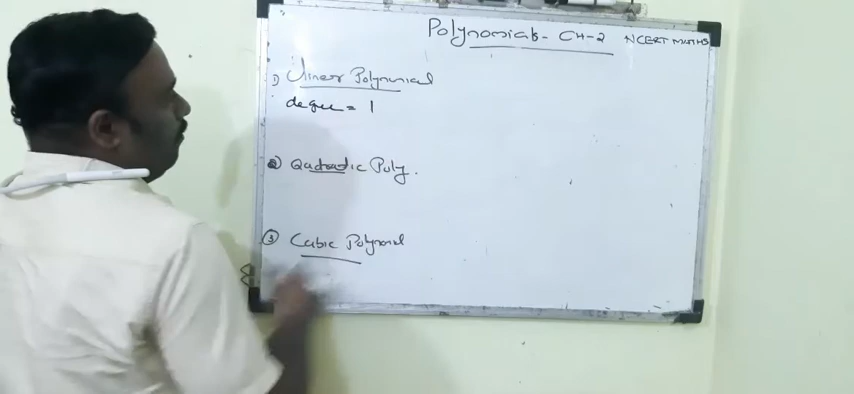 Polynomials - CH-2 NCERT MATHS
1) Linear Polynomial
degree = 1
2) Quadratic Poly.
3) Cubic Polynomial